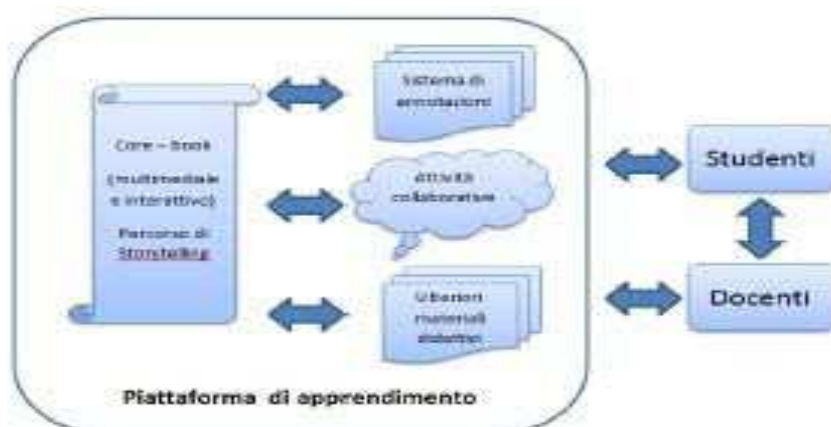 Sistema di
annotazioni
Core – book
(multimediale
e interattivo)
Percorso di
Storytelling
Attività
collaborative
Ulteriori
materiali
didattici
Studenti
Docenti
Piattaforma di apprendimento